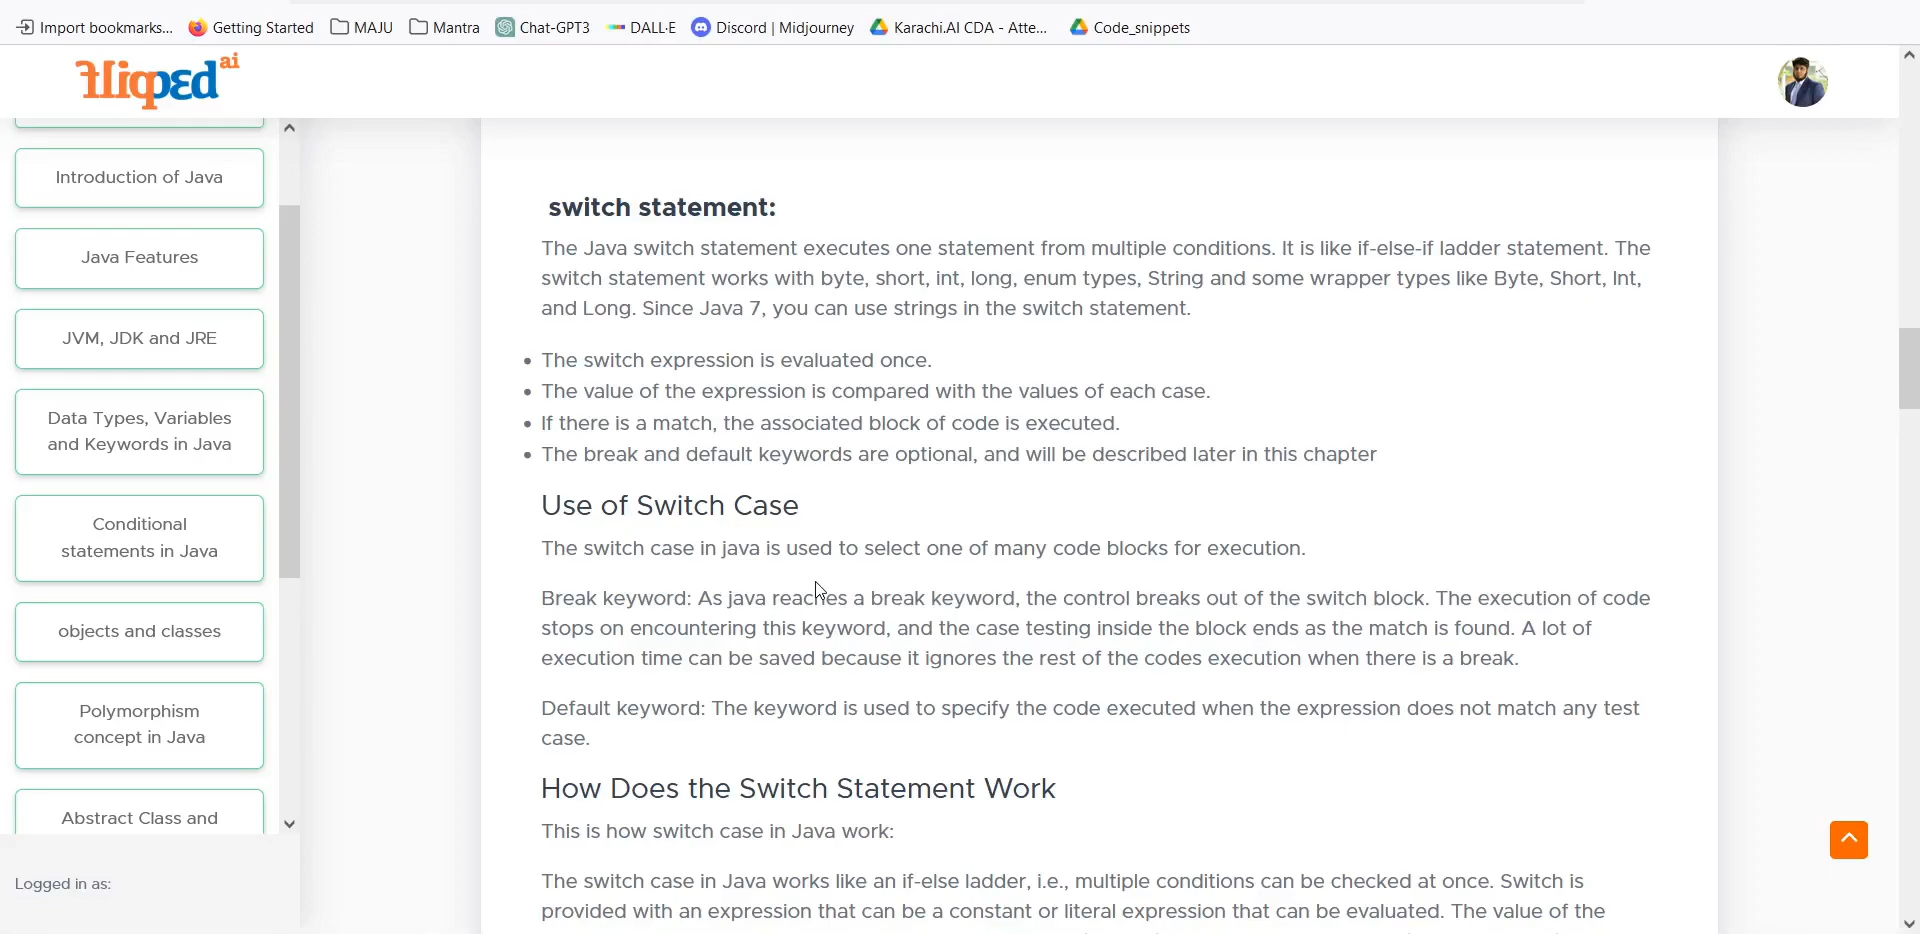 Import bookmarks...
Getting Started
MAJU
Mantra
Chat-GPT3
DALL·E
Discord | Midjourney
Karachi.AI CDA - Atte...
Code_snippets
fliqped ai
Introduction of Java
Java Features
JVM, JDK and JRE
Data Types, Variables
and Keywords in Java
Conditional
statements in Java
objects and classes
Polymorphism
concept in Java
Abstract Class and
Logged in as:
switch statement:
The Java switch statement executes one statement from multiple conditions. It is like if-else-if ladder statement. The
switch statement works with byte, short, int, long, enum types, String and some wrapper types like Byte, Short, Int,
and Long. Since Java 7, you can use strings in the switch statement.
The switch expression is evaluated once.
The value of the expression is compared with the values of each case.
If there is a match, the associated block of code is executed.
The break and default keywords are optional, and will be described later in this chapter
Use of Switch Case
The switch case in java is used to select one of many code blocks for execution.
Break keyword: As java reaches a break keyword, the control breaks out of the switch block. The execution of code
stops on encountering this keyword, and the case testing inside the block ends as the match is found. A lot of
execution time can be saved because it ignores the rest of the codes execution when there is a break.
Default keyword: The keyword is used to specify the code executed when the expression does not match any test
case.
How Does the Switch Statement Work
This is how switch case in Java work:
The switch case in Java works like an if-else ladder, i.e., multiple conditions can be checked at once. Switch is
provided with an expression that can be a constant or literal expression that can be evaluated. The value of the